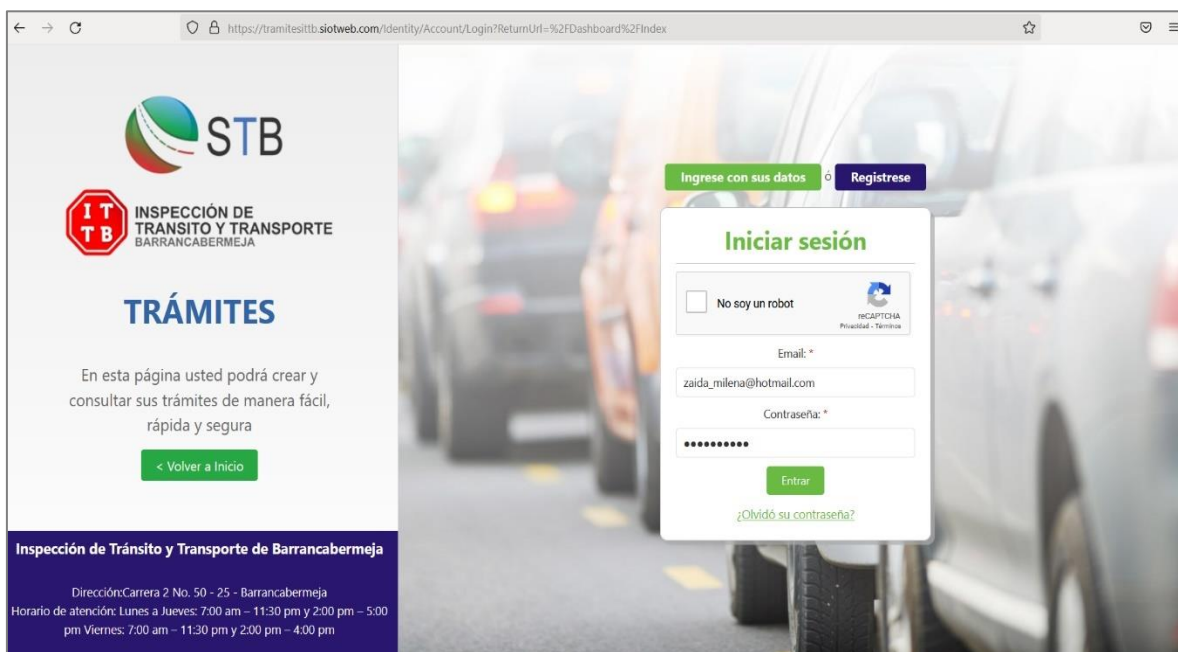 https://tramitesittb.siotweb.com/Identity/Account/Login?ReturnUrl=%2FDashboard%2FIndex
STB
I T
T B
INSPECCIÓN DE
TRANSITO Y TRANSPORTE
BARRANCABERMEJA
TRÁMITES
En esta página usted podrá crear y
consultar sus trámites de manera fácil,
rápida y segura
< Volver a Inicio
Inspección de Tránsito y Transporte de Barrancabermeja
Dirección:Carrera 2 No. 50 - 25 - Barrancabermeja
Horario de atención: Lunes a Jueves: 7:00 am – 11:30 pm y 2:00 pm – 5:00
pm Viernes: 7:00 am – 11:30 pm y 2:00 pm – 4:00 pm
Ingrese con sus datos ó Registrese
Iniciar sesión
No soy un robot
reCAPTCHA
Privacidad - Términos
Email: *
zaida_milena@hotmail.com
Contraseña: *
••••••••••
Entrar
¿Olvidó su contraseña?